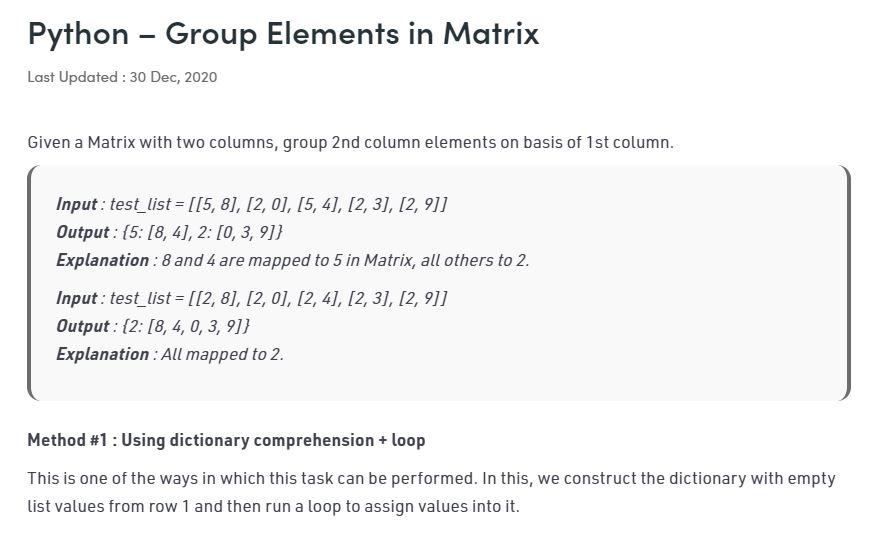 Python – Group Elements in Matrix
Last Updated : 30 Dec, 2020
Given a Matrix with two columns, group 2nd column elements on basis of 1st column.
Input : test_list = [[5, 8], [2, 0], [5, 4], [2, 3], [2, 9]]
Output : {5: [8, 4], 2: [0, 3, 9]}
Explanation : 8 and 4 are mapped to 5 in Matrix, all others to 2.
Input : test_list = [[2, 8], [2, 0], [2, 4], [2, 3], [2, 9]]
Output : {2: [8, 4, 0, 3, 9]}
Explanation : All mapped to 2.
Method #1 : Using dictionary comprehension + loop
This is one of the ways in which this task can be performed. In this, we construct the dictionary with empty
list values from row 1 and then run a loop to assign values into it.